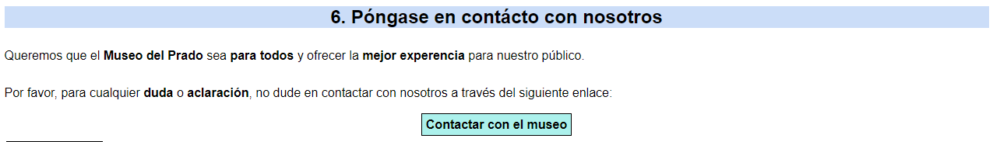 6. Póngase en contácto con nosotros
Queremos que el Museo del Prado sea para todos y ofrecer la mejor experencia para nuestro público.
Por favor, para cualquier duda o aclaración, no dude en contactar con nosotros a través del siguiente enlace:
Contactar con el museo